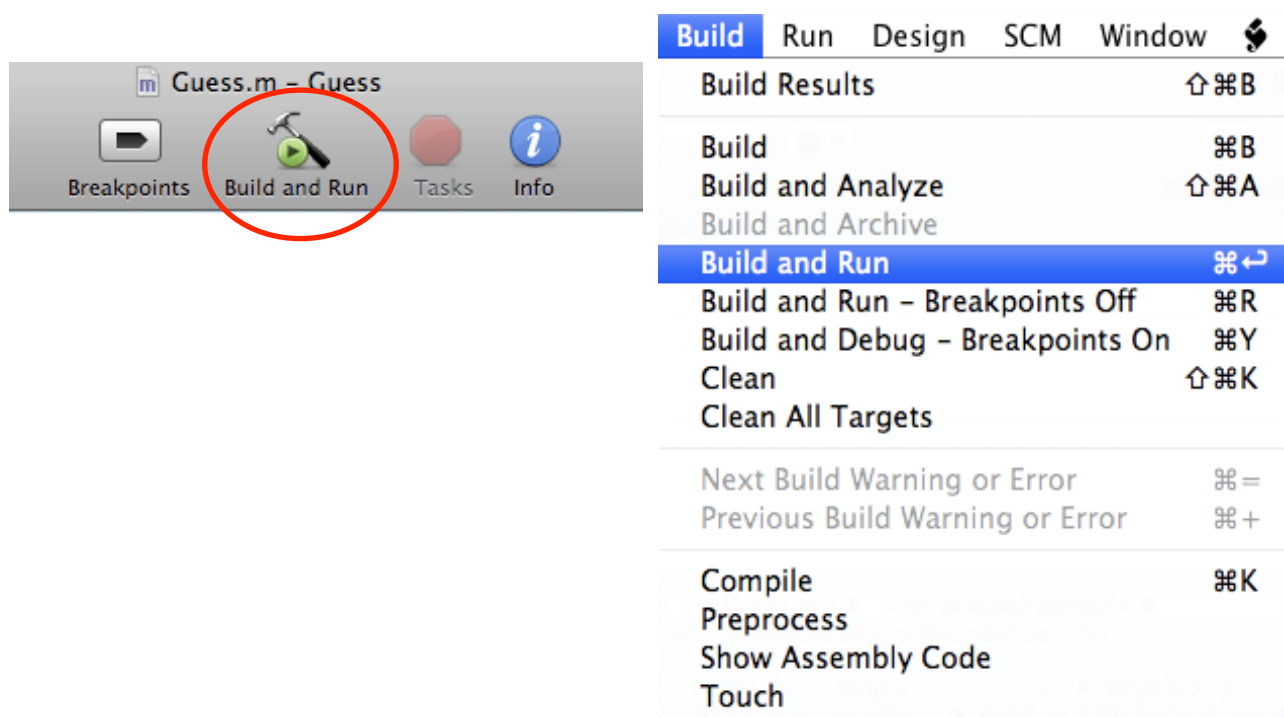 Guess.m – Guess
Breakpoints Build and Run Tasks Info
Build Run Design SCM Window
Build Results ⇧⌘B
Build ⌘B
Build and Analyze ⇧⌘A
Build and Archive
Build and Run ⌘↩
Build and Run – Breakpoints Off ⌘R
Build and Debug – Breakpoints On ⌘Y
Clean ⇧⌘K
Clean All Targets
Next Build Warning or Error ⌘=
Previous Build Warning or Error ⌘+
Compile ⌘K
Preprocess
Show Assembly Code
Touch